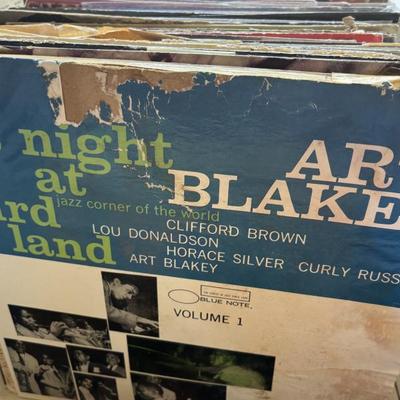 night
ART
at
BLAKE
jazz corner of the world
land
CLIFFORD BROWN
LOU DONALDSON
HORACE SILVER CURLY RUSS
ART BLAKEY
BLUE NOTE
VOLUME 1